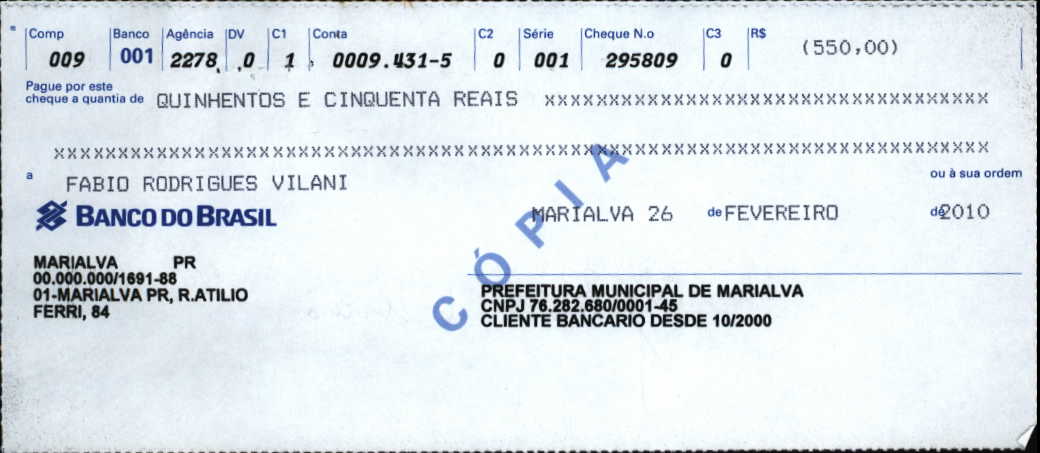 Comp Banco Agência DV C1 Conta C2 Série Cheque N.o C3 R$
009 001 2278 0 1 0009.431-5 0 001 295809 0 (550,00)
Pague por este
cheque a quantia de QUINHENTOS E CINQUENTA REAIS xxxxxxxxxxxxxxxxxxxxxxxxxxxxxxxxxxx
xxxxxxxxxxxxxxxxxxxxxxxxxxxxxxxxxxxxxxxxxxxxxxxxxxxxxxxxxxxxxxxxxxxxxxxxx
a FABIO RODRIGUES VILANI ou à sua ordem
BANCO DO BRASIL MARIALVA 26 de FEVEREIRO de 2010
CÓPIA
MARIALVA PR
00.000.000/1691-88
01-MARIALVA PR, R.ATILIO
FERRI, 84
PREFEITURA MUNICIPAL DE MARIALVA
CNPJ 76.282.680/0001-45
CLIENTE BANCARIO DESDE 10/2000